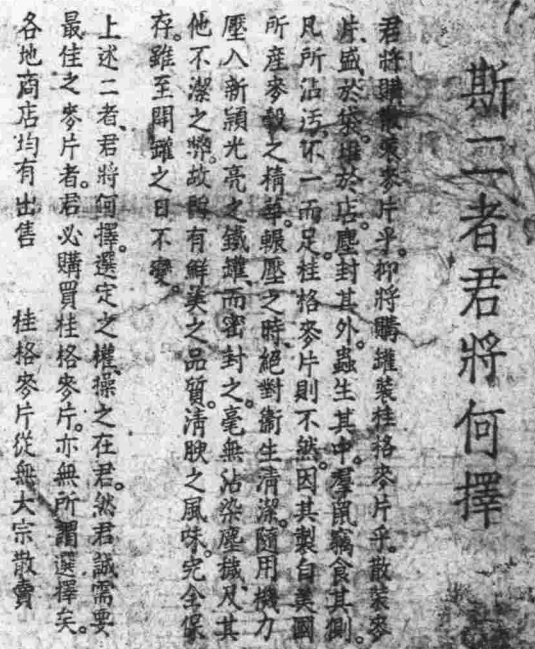 斯二者君將何擇
君將購散裝麥片乎。抑將購罐裝桂格麥片乎。散裝麥
片、盛於袋。堆於店。塵封其外。蟲生其中。羣鼠竊食其側。
凡所沾汚、不一而足。桂格麥片則不然。因其製自美國
所產麥穀之精華。輾壓之時、絕對衞生清潔。隨用機力
壓入新穎光亮之鐵罐、而密封之。毫無沾染塵穢、及其
他不潔之弊。故旣有鮮美之品質。淸腴之風味。完全保
存。雖至開罐之日不變。
上述二者、君將何擇。選定之權、操之在君。然君誠需要
最佳之麥片者。君必購買桂格麥片。亦無所謂選擇矣。
各地商店均有出售　桂格麥片從無大宗散賣